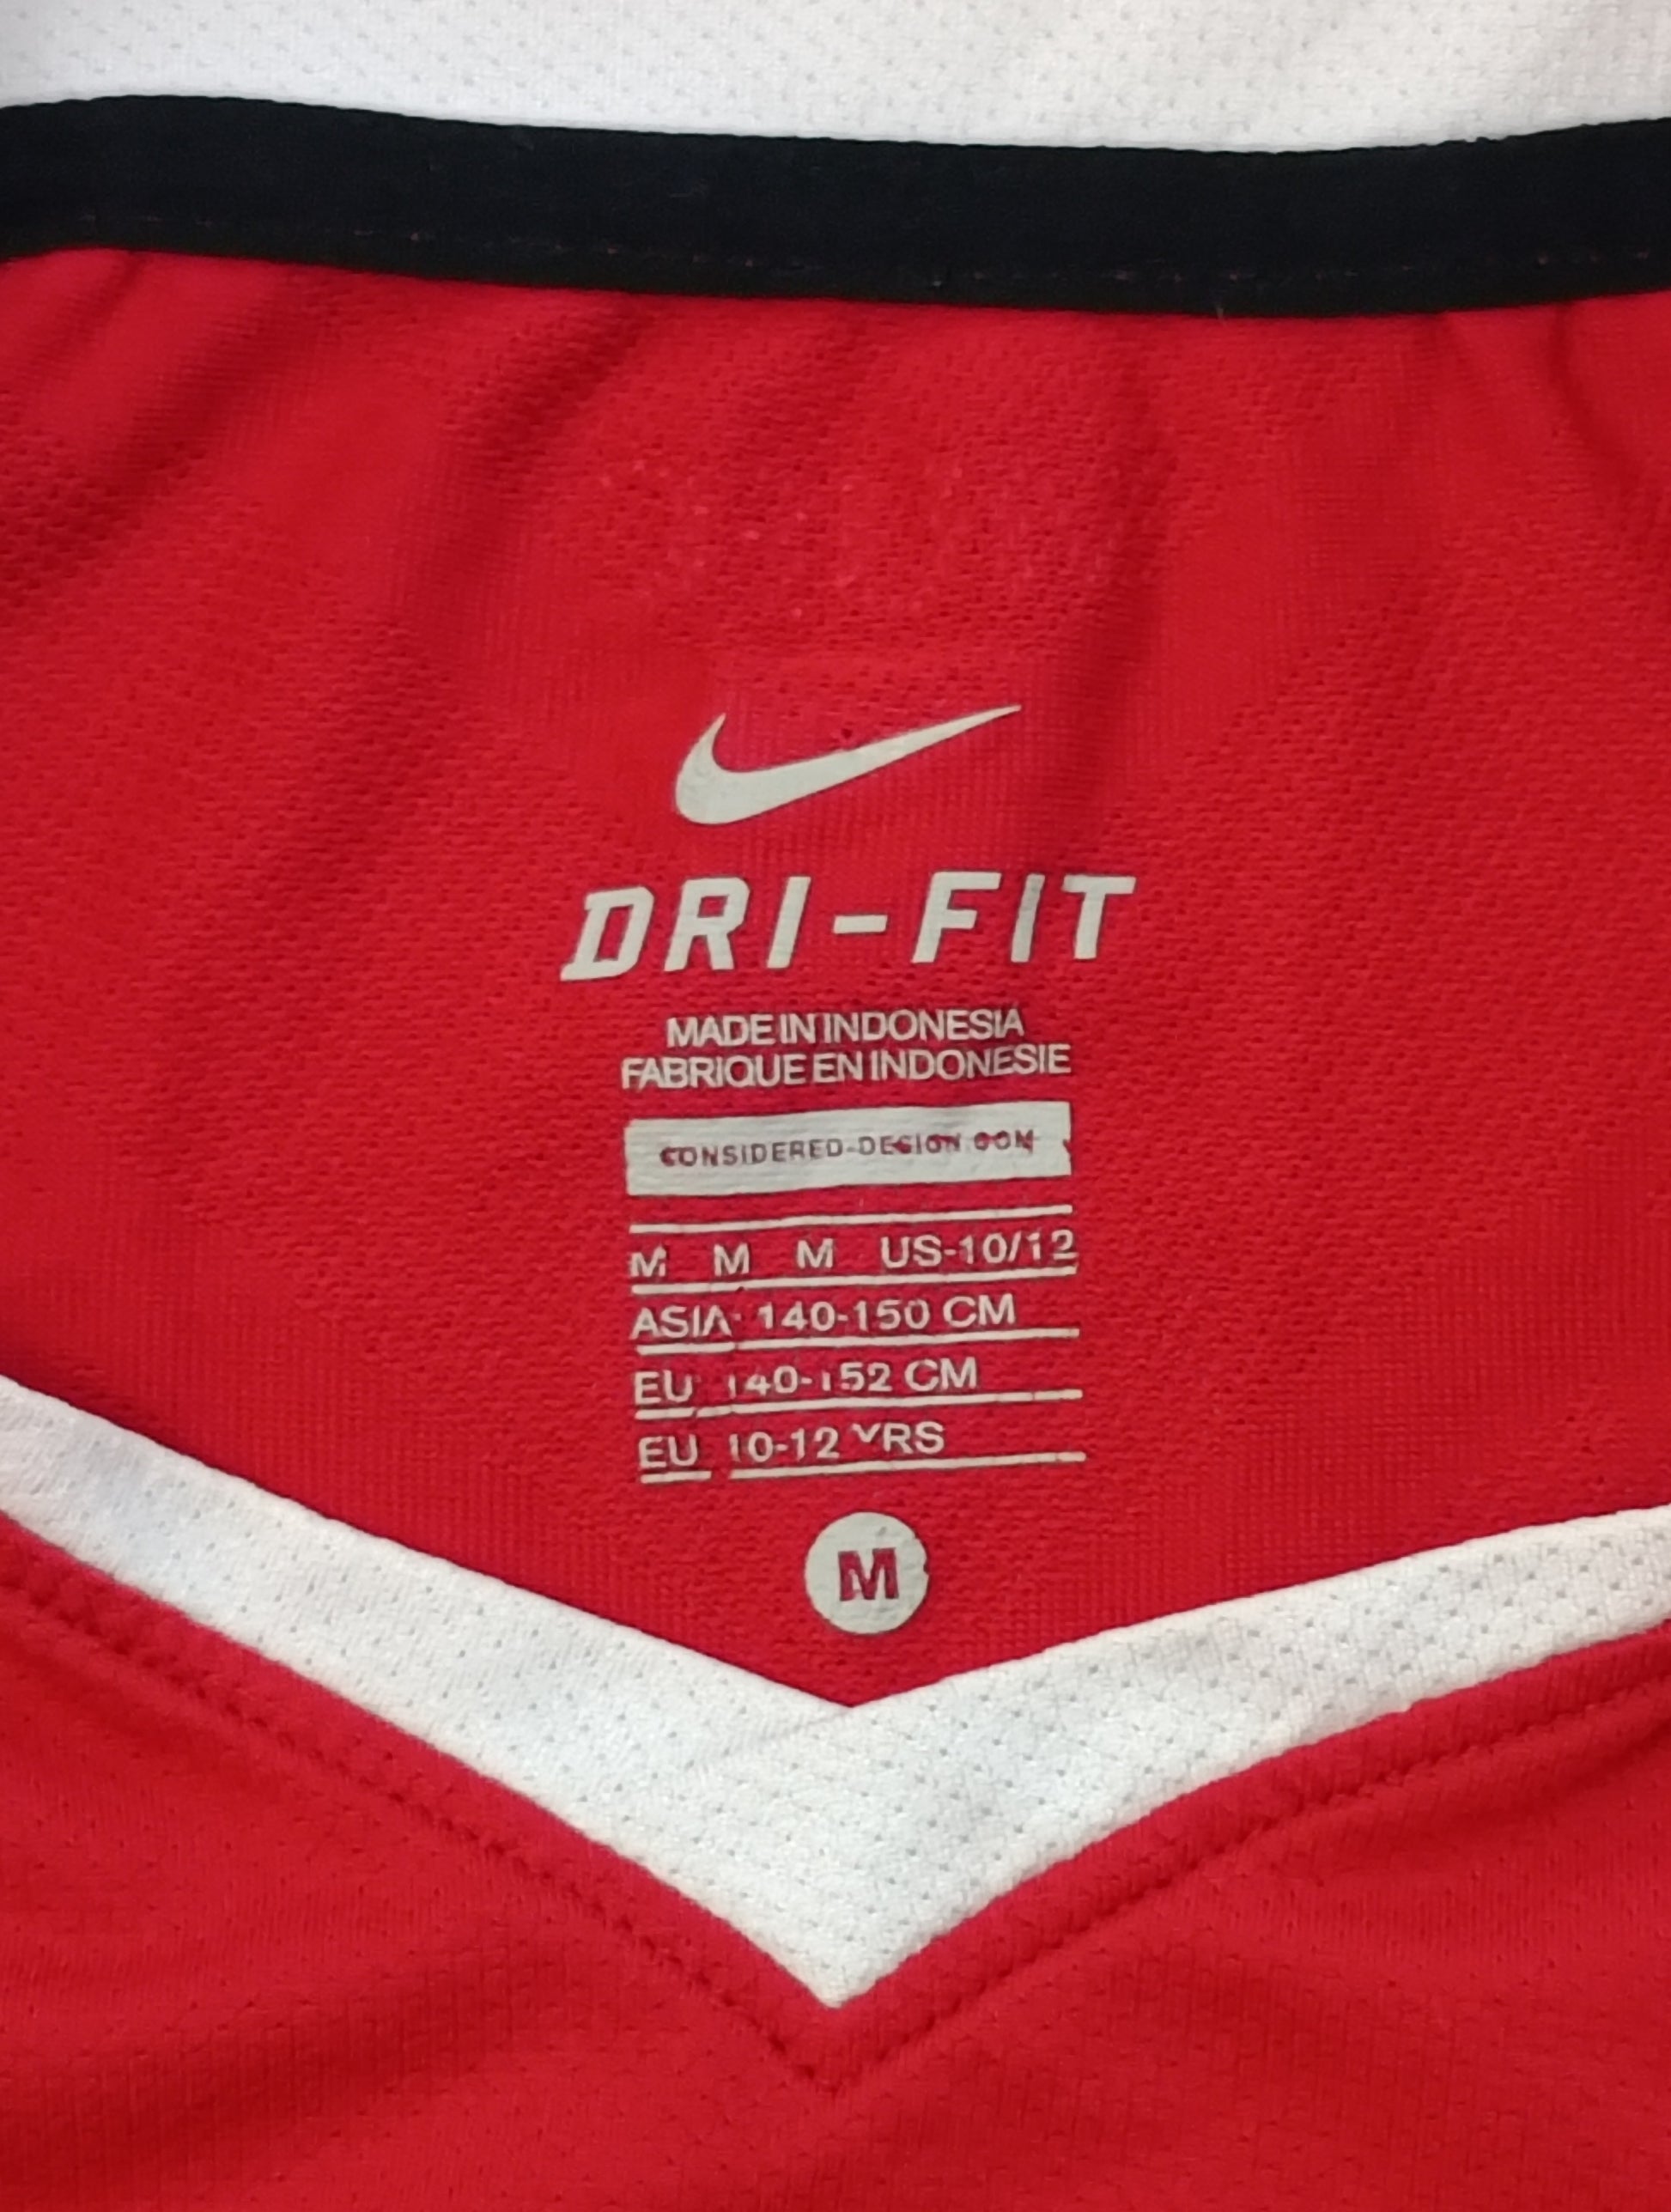 DRI-FIT
MADE IN INDONESIA
FABRIQUE EN INDONESIE
CONSIDERED-DESIGN.COM
M M M US-10/12
ASIA 140-150 CM
EU 140-152 CM
EU 10-12 YRS
M